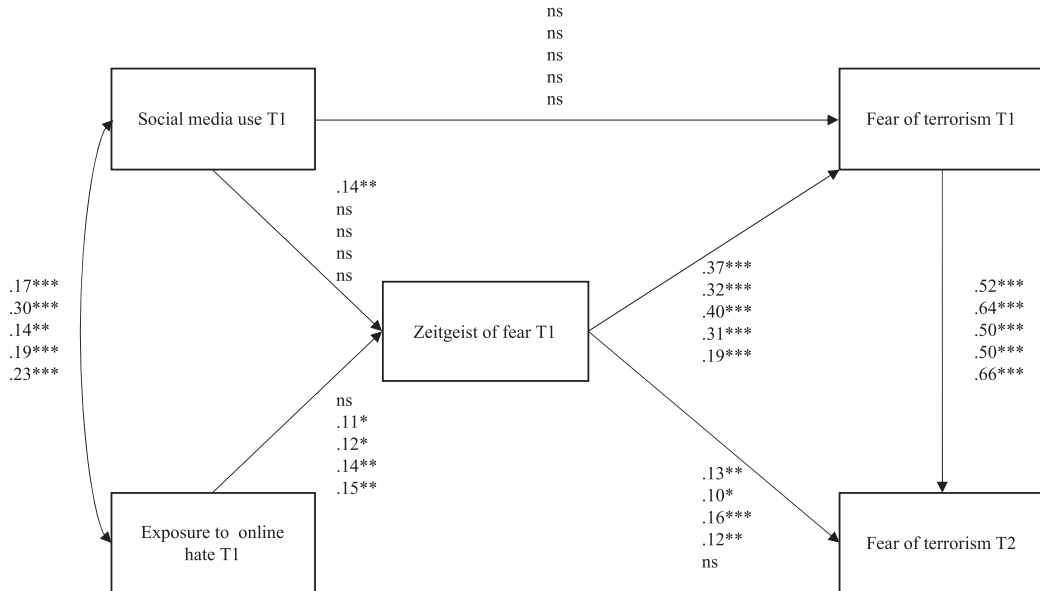 ns
ns
ns
ns
ns
Social media use T1
Fear of terrorism T1
.14**
ns
ns
ns
ns
.17***
.30***
.14**
.19***
.23***
Zeitgeist of fear T1
.37***
.32***
.40***
.31***
.19***
.52***
.64***
.50***
.50***
.66***
ns
.11*
.12*
.14**
.15**
.13**
.10*
.16***
.12**
ns
Exposure to online
hate T1
Fear of terrorism T2